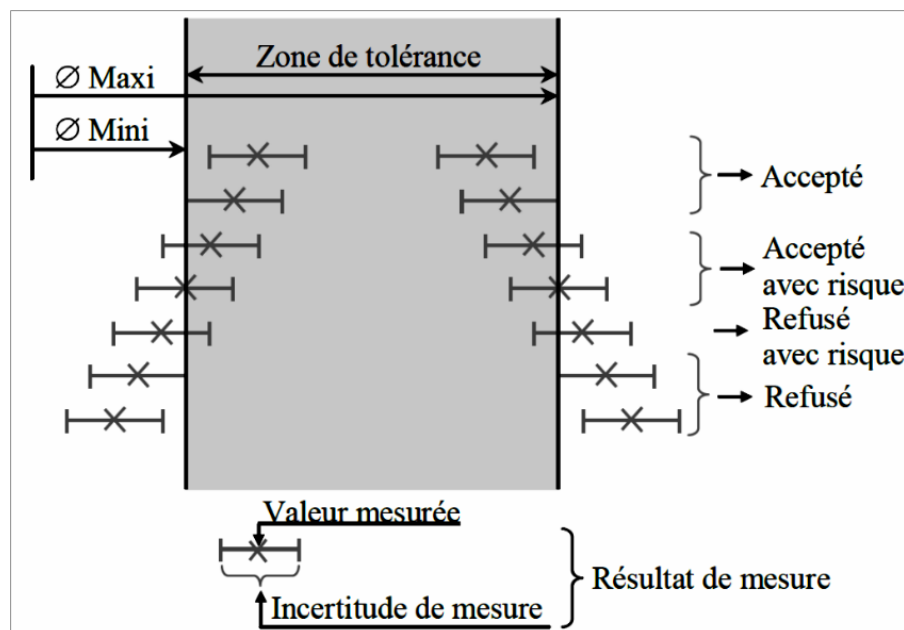 Zone de tolérance
∅ Maxi
∅ Mini
Accepté
Accepté
avec risque
Refusé
avec risque
Refusé
Valeur mesurée
Incertitude de mesure
Résultat de mesure